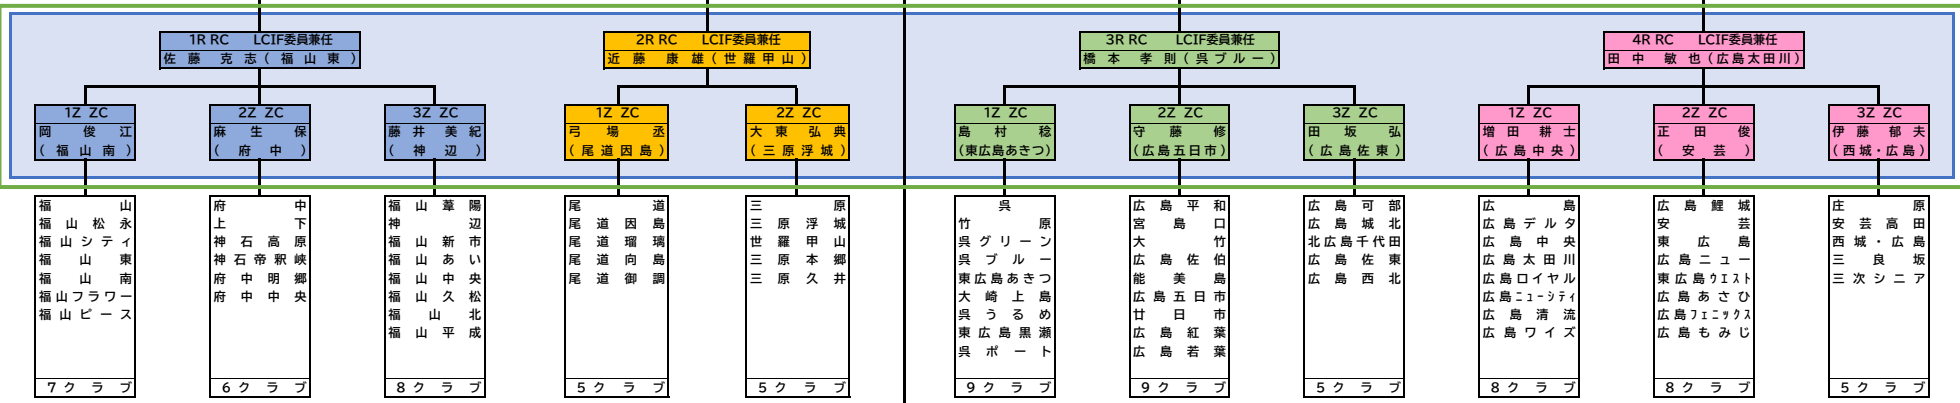 1R RC LCIF委員兼任
佐藤 克志(福山東)
1Z ZC
岡 俊江
(福山南)
福山
福山松永
福山シティ
福山東
福山南
福山フラワー
福山ピース
7クラブ
2Z ZC
麻生 保
(府中)
府中
上下
神石高原
神石帝釈峡
府中明郷
府中中央
6クラブ
3Z ZC
藤井美紀
(神辺)
福山葦陽
神辺
福山新市
福山あい
福山中央
福山久松
福山北
福山平成
8クラブ
2R RC LCIF委員兼任
近藤 康雄(世羅甲山)
1Z ZC
弓場丞
(尾道因島)
尾道
尾道因島
尾道瑠璃
尾道向島
尾道御調
5クラブ
2Z ZC
大東弘典
(三原浮城)
三原
三原浮城
世羅甲山
三原本郷
三原久井
5クラブ
3R RC LCIF委員兼任
橋本 孝則(呉ブルー)
1Z ZC
島村稔
(東広島あきつ)
呉
竹原
呉グリーン
呉ブルー
東広島あきつ
大崎上島
呉うるめ
東広島黒瀬
呉ポート
9クラブ
2Z ZC
守藤修
(広島五日市)
広島平和
宮島口
大竹
広島佐伯
能美島
広島五日市
廿日市
広島紅葉
広島若葉
9クラブ
3Z ZC
田坂弘
(広島佐東)
広島可部
広島城北
北広島千代田
広島佐東
広島西北
5クラブ
4R RC LCIF委員兼任
田中 敏也(広島太田川)
1Z ZC
増田耕士
(広島中央)
広島
広島デルタ
広島中央
広島太田川
広島ロイヤル
広島ニューシティ
広島清流
広島ワイズ
8クラブ
2Z ZC
正田俊
(安芸)
広島鯉城
安芸
東広島
広島ニュー
東広島ウエスト
広島あさひ
広島フェニックス
広島もみじ
8クラブ
3Z ZC
伊藤郁夫
(西城・広島)
庄原
安芸高田
西城・広島
三良坂
三次シニア
5クラブ